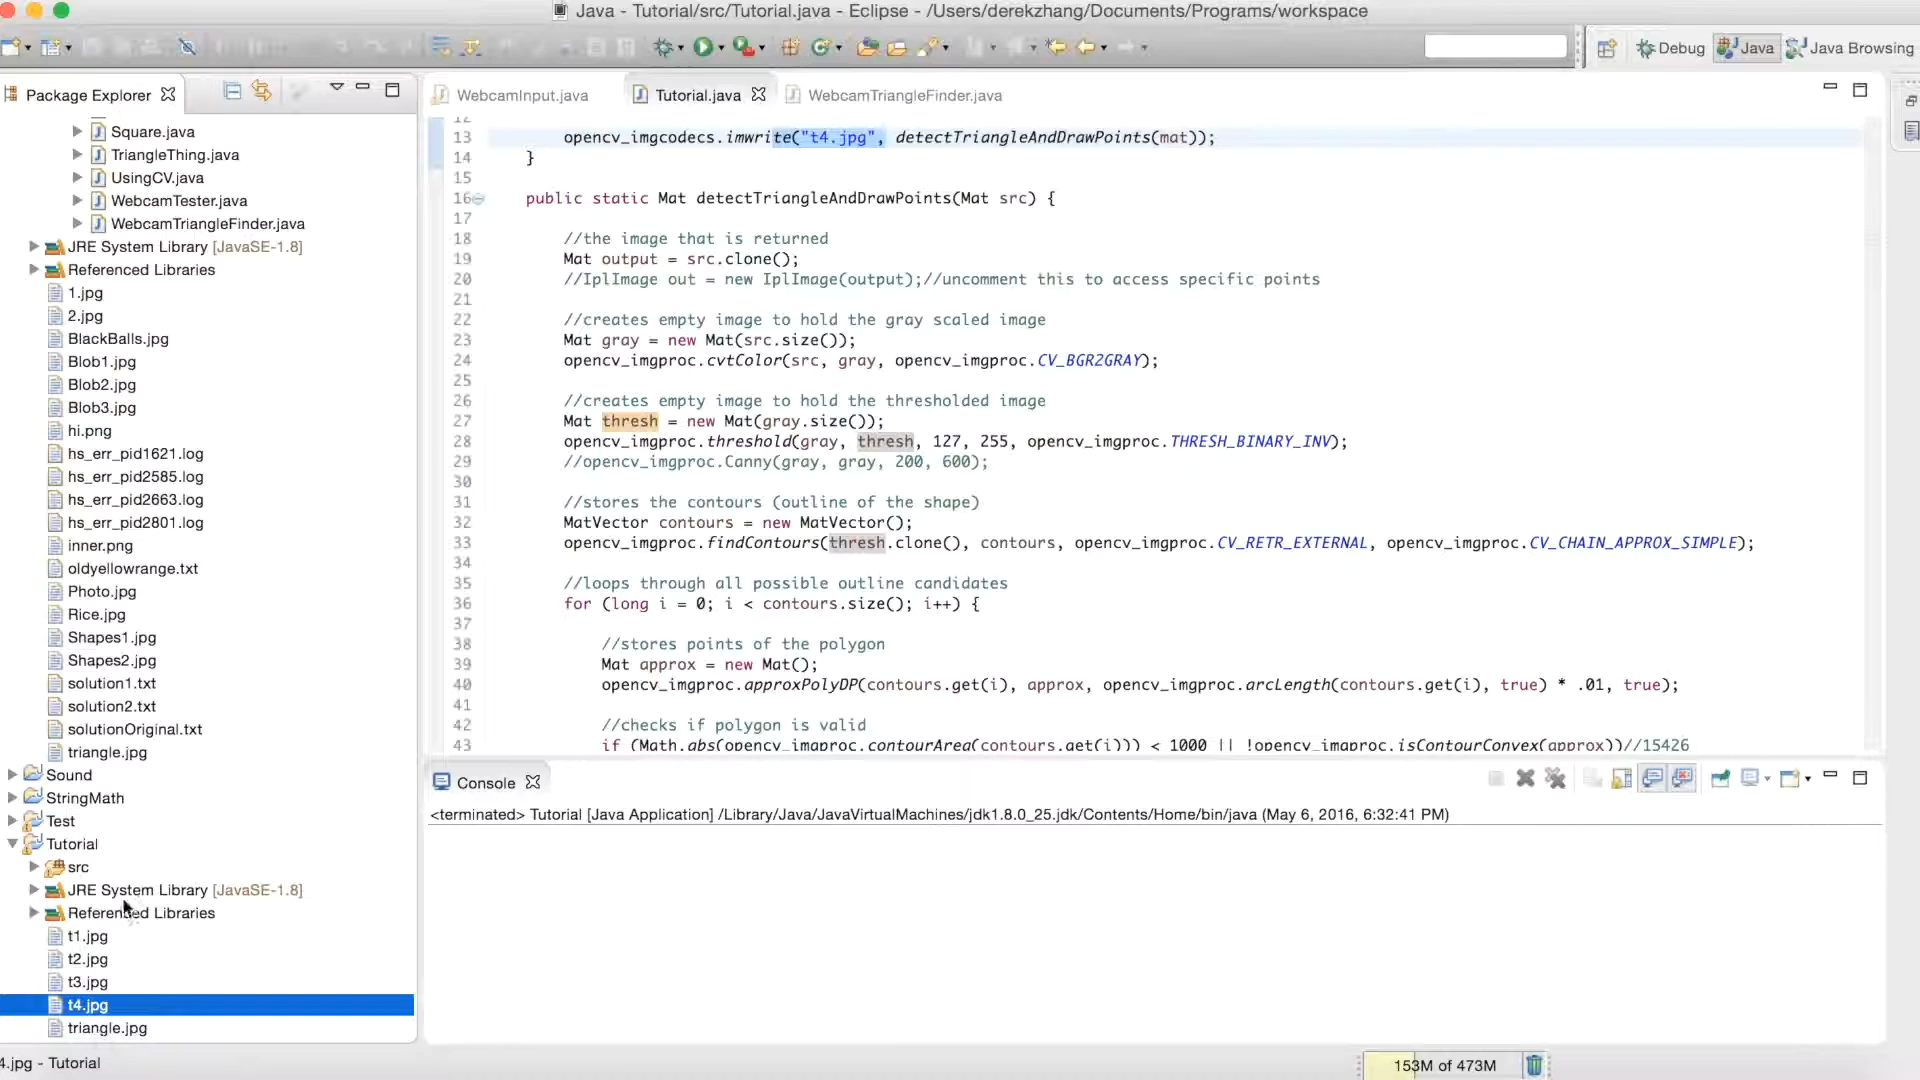 Java - Tutorial/src/Tutorial.java - Eclipse - /Users/derekzhang/Documents/Programs/workspace
Debug
Java
Java Browsing
Package Explorer
Square.java
TriangleThing.java
UsingCV.java
WebcamTester.java
WebcamTriangleFinder.java
JRE System Library [JavaSE-1.8]
Referenced Libraries
1.jpg
2.jpg
BlackBalls.jpg
Blob1.jpg
Blob2.jpg
Blob3.jpg
hi.png
hs_err_pid1621.log
hs_err_pid2585.log
hs_err_pid2663.log
hs_err_pid2801.log
inner.png
oldyellowrange.txt
Photo.jpg
Rice.jpg
Shapes1.jpg
Shapes2.jpg
solution1.txt
solution2.txt
solutionOriginal.txt
triangle.jpg
Sound
StringMath
Test
Tutorial
src
JRE System Library [JavaSE-1.8]
Referenced Libraries
t1.jpg
t2.jpg
t3.jpg
t4.jpg
triangle.jpg
WebcamInput.java
Tutorial.java
WebcamTriangleFinder.java
12
13 opencv_imgcodecs.imwrite("t4.jpg", detectTriangleAndDrawPoints(mat));
14 }
15
16 public static Mat detectTriangleAndDrawPoints(Mat src) {
17
18 //the image that is returned
19 Mat output = src.clone();
20 //IplImage out = new IplImage(output);//uncomment this to access specific points
21
22 //creates empty image to hold the gray scaled image
23 Mat gray = new Mat(src.size());
24 opencv_imgproc.cvtColor(src, gray, opencv_imgproc.CV_BGR2GRAY);
25
26 //creates empty image to hold the thresholded image
27 Mat thresh = new Mat(gray.size());
28 opencv_imgproc.threshold(gray, thresh, 127, 255, opencv_imgproc.THRESH_BINARY_INV);
29 //opencv_imgproc.Canny(gray, gray, 200, 600);
30
31 //stores the contours (outline of the shape)
32 MatVector contours = new MatVector();
33 opencv_imgproc.findContours(thresh.clone(), contours, opencv_imgproc.CV_RETR_EXTERNAL, opencv_imgproc.CV_CHAIN_APPROX_SIMPLE);
34
35 //loops through all possible outline candidates
36 for (long i = 0; i < contours.size(); i++) {
37
38 //stores points of the polygon
39 Mat approx = new Mat();
40 opencv_imgproc.approxPolyDP(contours.get(i), approx, opencv_imgproc.arcLength(contours.get(i), true) * .01, true);
41
42 //checks if polygon is valid
43 if (Math.abs(opencv_imgproc.contourArea(contours.get(i))) < 1000 || !opencv_imgproc.isContourConvex(approx))//15426
Console
<terminated> Tutorial [Java Application] /Library/Java/JavaVirtualMachines/jdk1.8.0_25.jdk/Contents/Home/bin/java (May 6, 2016, 6:32:41 PM)
4.jpg - Tutorial
153M of 473M